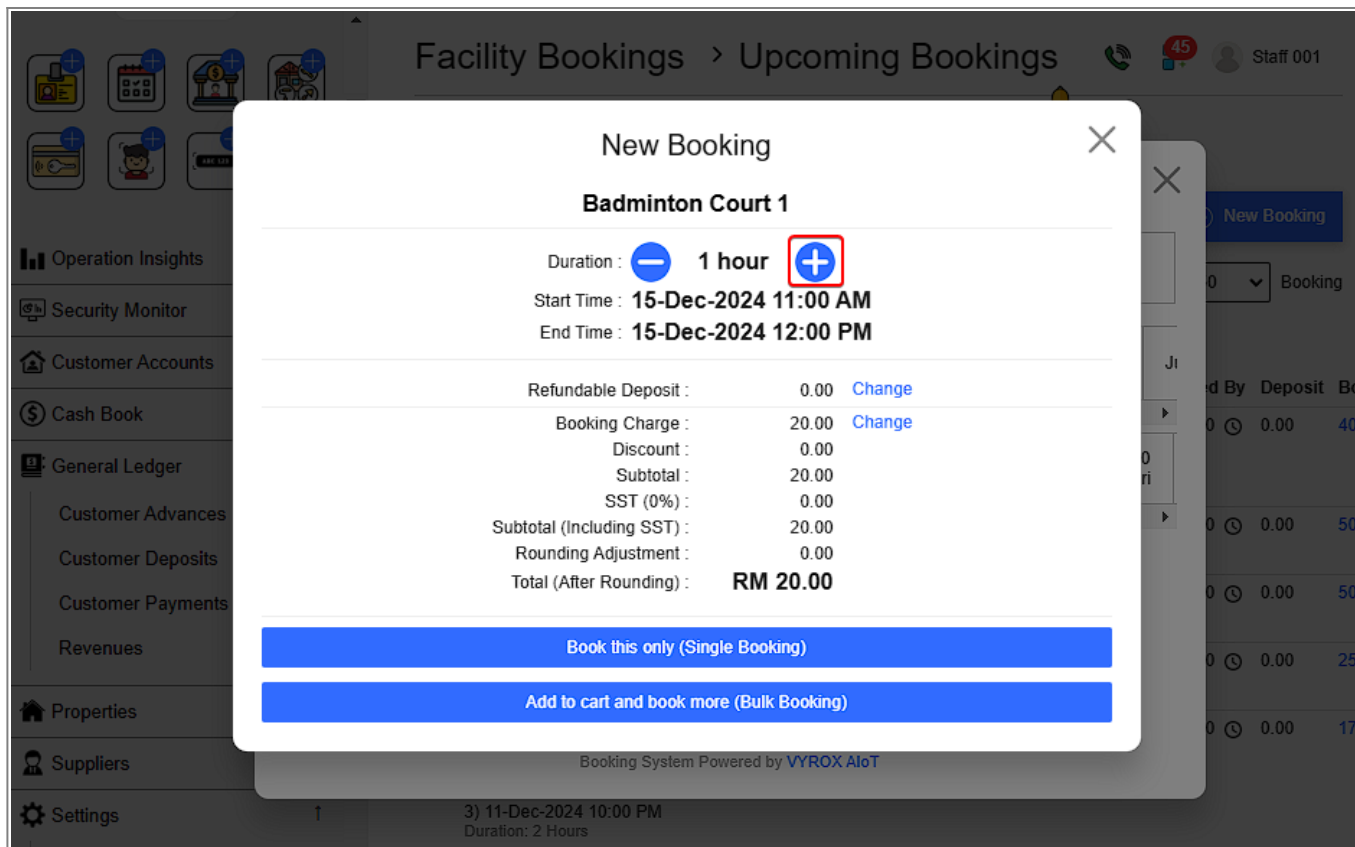 Facility Bookings > Upcoming Bookings
45
Staff 001
New Booking
Booking
Operation Insights
Security Monitor
Customer Accounts
Cash Book
General Ledger
Customer Advances
Customer Deposits
Customer Payments
Revenues
Properties
Suppliers
Settings
New Booking
Badminton Court 1
Duration : 1 hour
Start Time : 15-Dec-2024 11:00 AM
End Time : 15-Dec-2024 12:00 PM
Refundable Deposit : 0.00 Change
Booking Charge : 20.00 Change
Discount : 0.00
Subtotal : 20.00
SST (0%) : 0.00
Subtotal (Including SST) : 20.00
Rounding Adjustment : 0.00
Total (After Rounding) : RM 20.00
Book this only (Single Booking)
Add to cart and book more (Bulk Booking)
By Deposit
0.00
0.00
0.00
0.00
0.00
Booking System Powered by VYROX AIoT
3) 11-Dec-2024 10:00 PM
Duration: 2 Hours